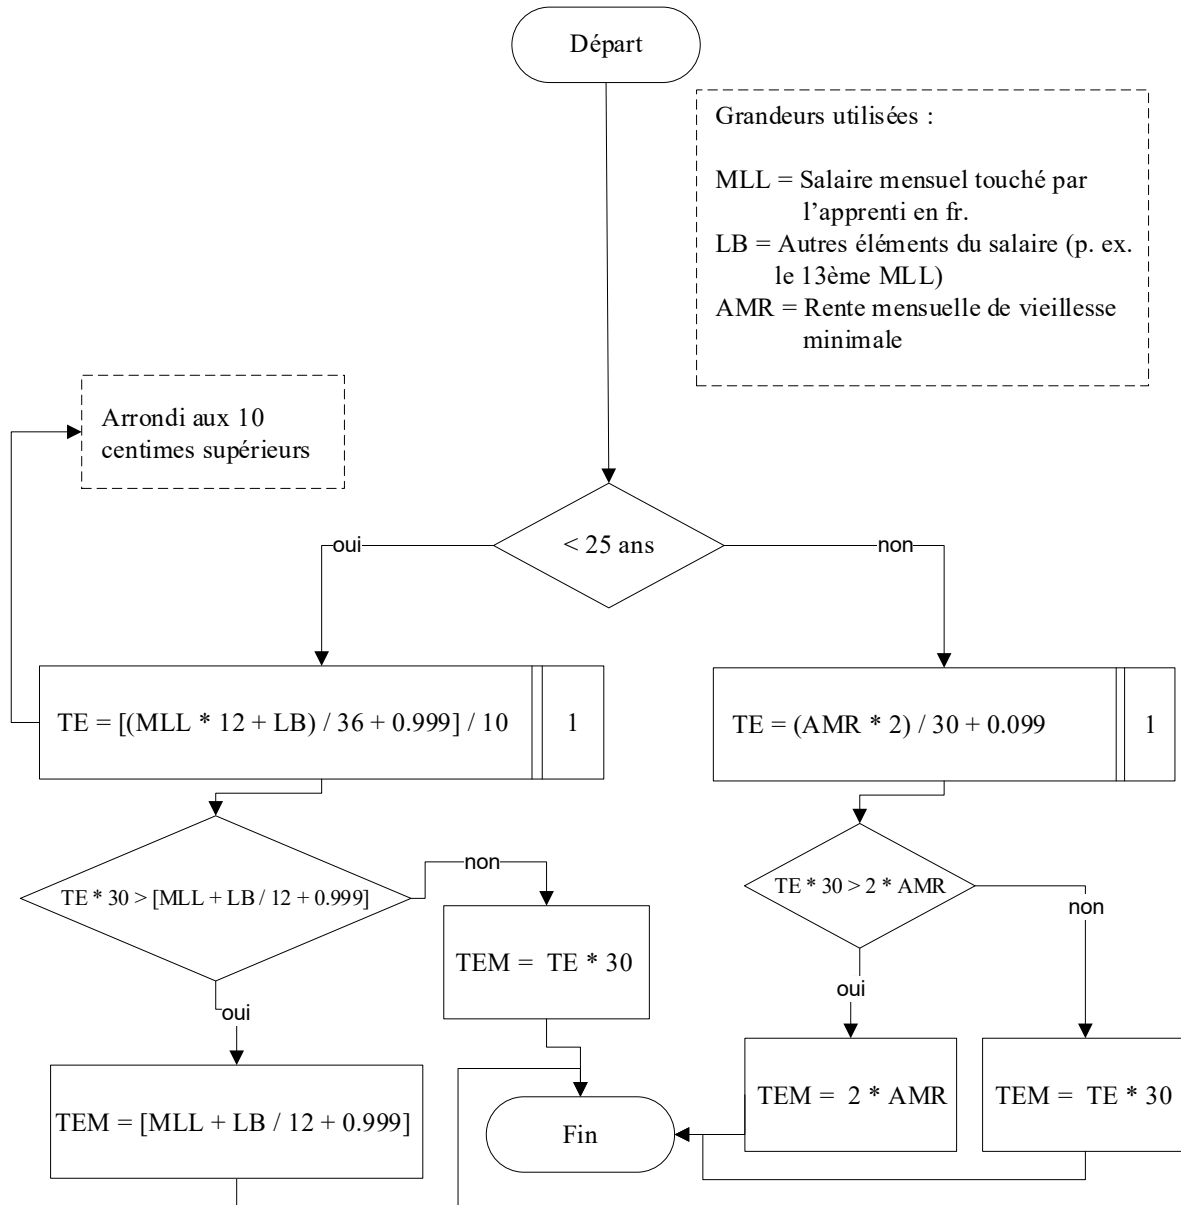 Départ
Grandeurs utilisées :
MLL = Salaire mensuel touché par
l’apprenti en fr.
LB = Autres éléments du salaire (p. ex.
le 13ème MLL)
AMR = Rente mensuelle de vieillesse
minimale
Arrondi aux 10
centimes supérieurs
< 25 ans
oui
non
TE = [(MLL * 12 + LB) / 36 + 0.999] / 10
1
TE = (AMR * 2) / 30 + 0.099
1
TE * 30 > [MLL + LB / 12 + 0.999]
non
oui
TEM = TE * 30
TE * 30 > 2 * AMR
non
oui
TEM = [MLL + LB / 12 + 0.999]
TEM = 2 * AMR
TEM = TE * 30
Fin